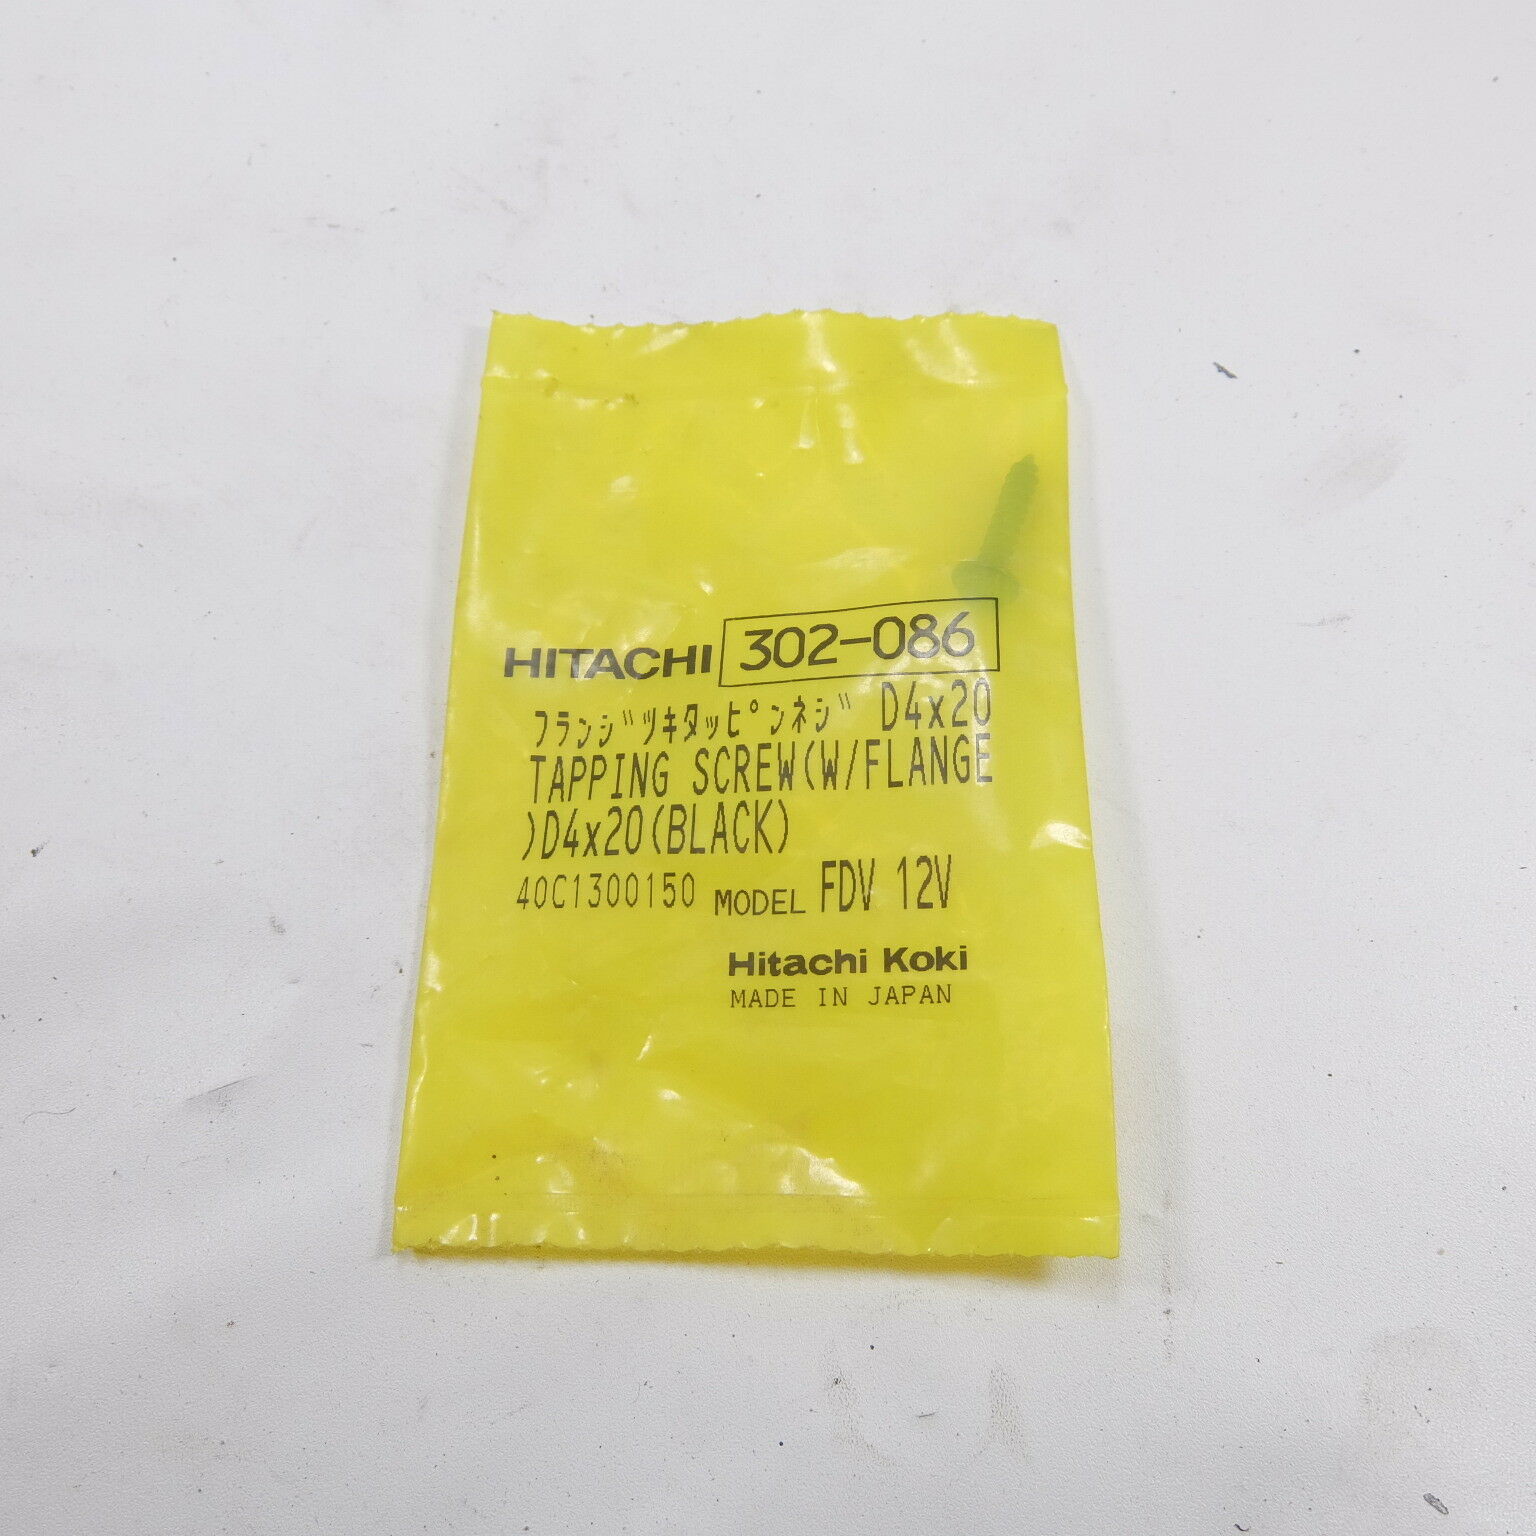 HITACHI 302-086
フランジ゛ツキタッピ゜ンネジ゛ D4x20
TAPPING SCREW(W/FLANGE
)D4x20(BLACK)
40C1300150 MODEL FDV 12V
Hitachi Koki
MADE IN JAPAN